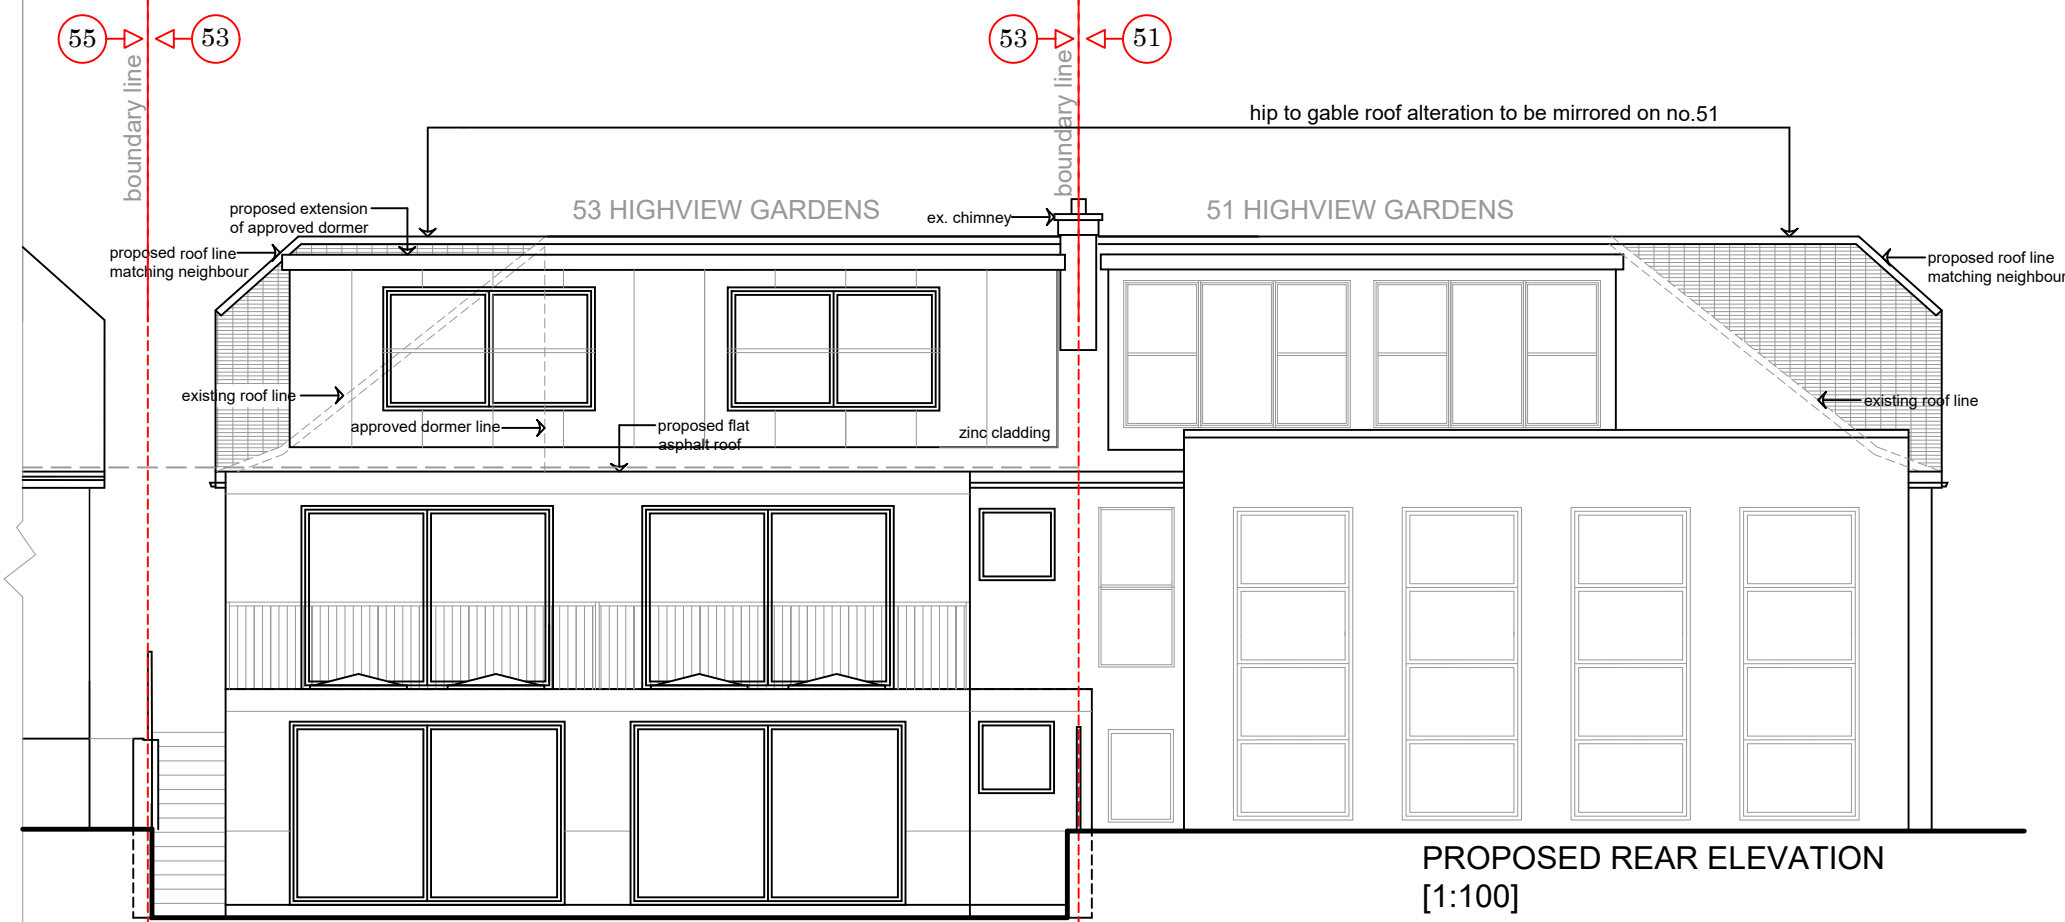 55
53
53
51
boundary line
boundary line
hip to gable roof alteration to be mirrored on no.51
53 HIGHVIEW GARDENS
51 HIGHVIEW GARDENS
proposed extension
of approved dormer
ex. chimney
proposed roof line
matching neighbour
proposed roof line
matching neighbour
existing roof line
existing roof line
approved dormer line
proposed flat
asphalt roof
zinc cladding
PROPOSED REAR ELEVATION
[1:100]